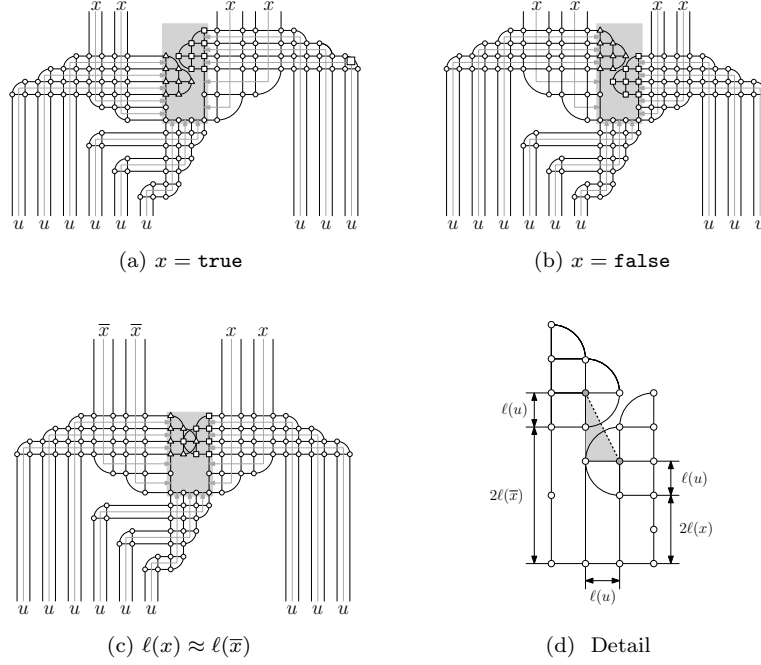 x x x x
x x x x
u u u u u u u u u
u u u u u u u u u
(a) x = true
(b) x = false
x̅ x̅ x x
u u u u u u u u u
(c) ℓ(x) ≈ ℓ(x̅)
ℓ(u)
2ℓ(x̅)
ℓ(u)
2ℓ(x)
ℓ(u)
(d) Detail